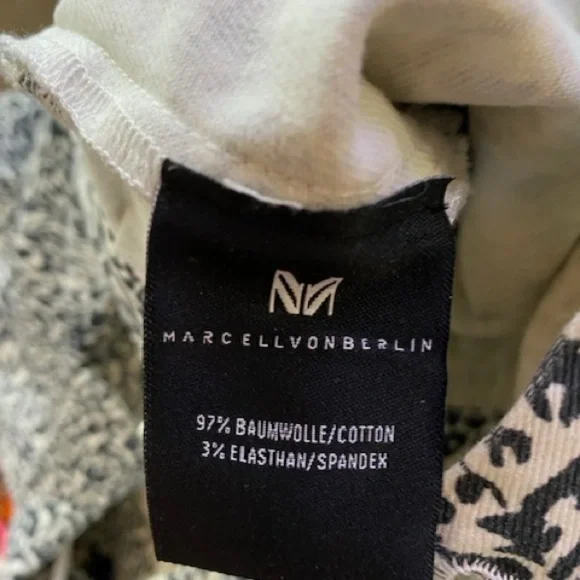 MARCELLVONBERLIN
97% BAUMWOLLE/COTTON
3% ELASTHAN/SPANDEX